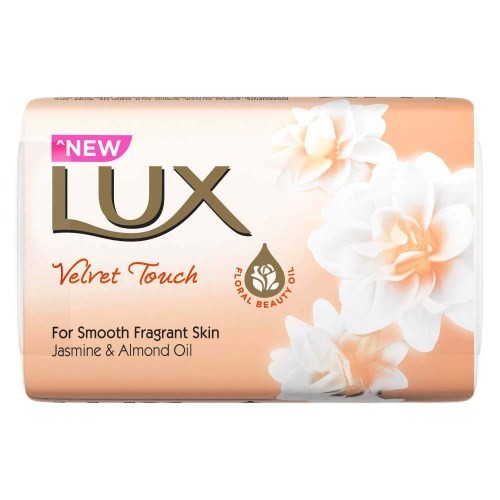 ^NEW
LUX
Velvet Touch
FLORAL BEAUTY OIL
For Smooth Fragrant Skin
Jasmine & Almond Oil